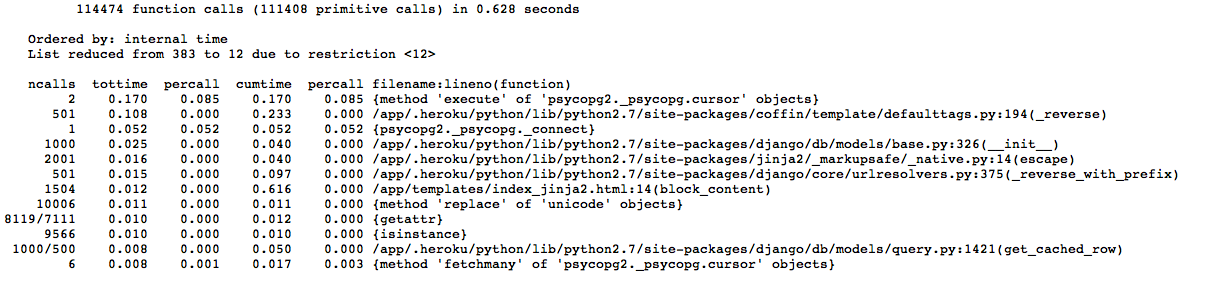 114474 function calls (111408 primitive calls) in 0.628 seconds
Ordered by: internal time
List reduced from 383 to 12 due to restriction <12>
ncalls tottime percall cumtime percall filename:lineno(function)
2 0.170 0.085 0.170 0.085 {method 'execute' of 'psycopg2._psycopg.cursor' objects}
501 0.108 0.000 0.233 0.000 /app/.heroku/python/lib/python2.7/site-packages/coffin/template/defaulttags.py:194(_reverse)
1 0.052 0.052 0.052 0.052 {psycopg2._psycopg._connect}
1000 0.025 0.000 0.040 0.000 /app/.heroku/python/lib/python2.7/site-packages/django/db/models/base.py:326(__init__)
2001 0.016 0.000 0.040 0.000 /app/.heroku/python/lib/python2.7/site-packages/jinja2/_markupsafe/_native.py:14(escape)
501 0.015 0.000 0.097 0.000 /app/.heroku/python/lib/python2.7/site-packages/django/core/urlresolvers.py:375(_reverse_with_prefix)
1504 0.012 0.000 0.616 0.000 /app/templates/index_jinja2.html:14(block_content)
10006 0.011 0.000 0.011 0.000 {method 'replace' of 'unicode' objects}
8119/7111 0.010 0.000 0.012 0.000 {getattr}
9566 0.010 0.000 0.010 0.000 {isinstance}
1000/500 0.008 0.000 0.050 0.000 /app/.heroku/python/lib/python2.7/site-packages/django/db/models/query.py:1421(get_cached_row)
6 0.008 0.001 0.017 0.003 {method 'fetchmany' of 'psycopg2._psycopg.cursor' objects}